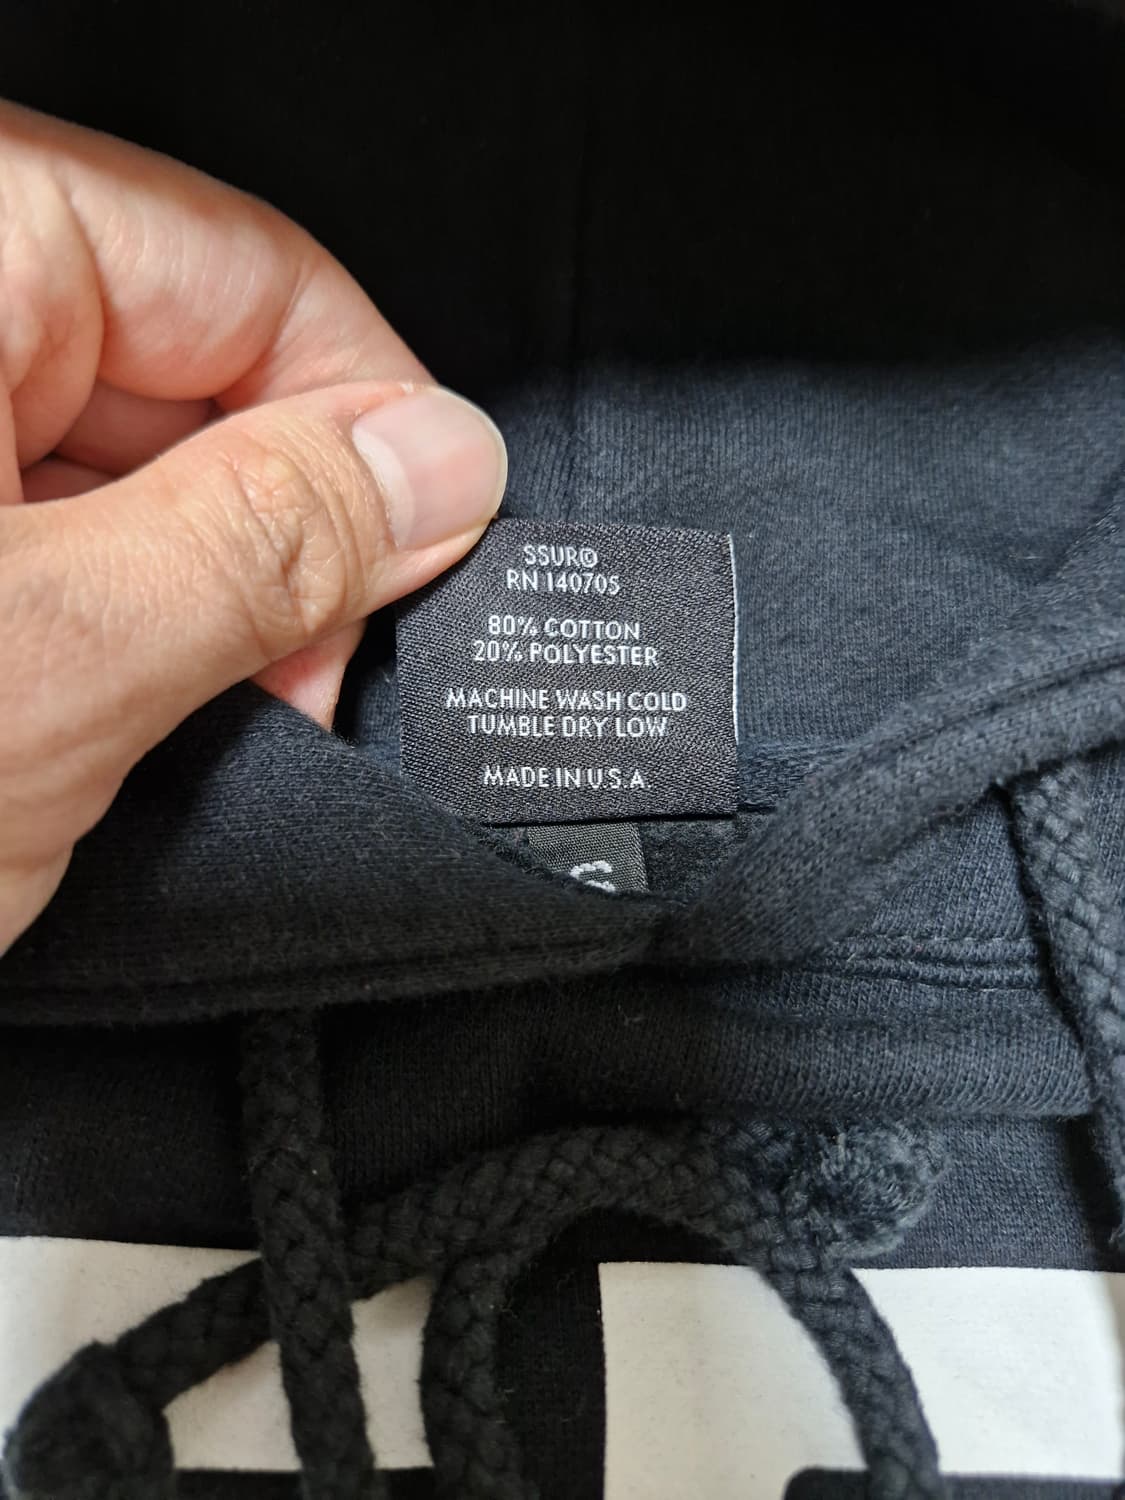 SSUR©
RN 140705
80% COTTON
20% POLYESTER
MACHINE WASH COLD
TUMBLE DRY LOW
MADE IN U.S.A.